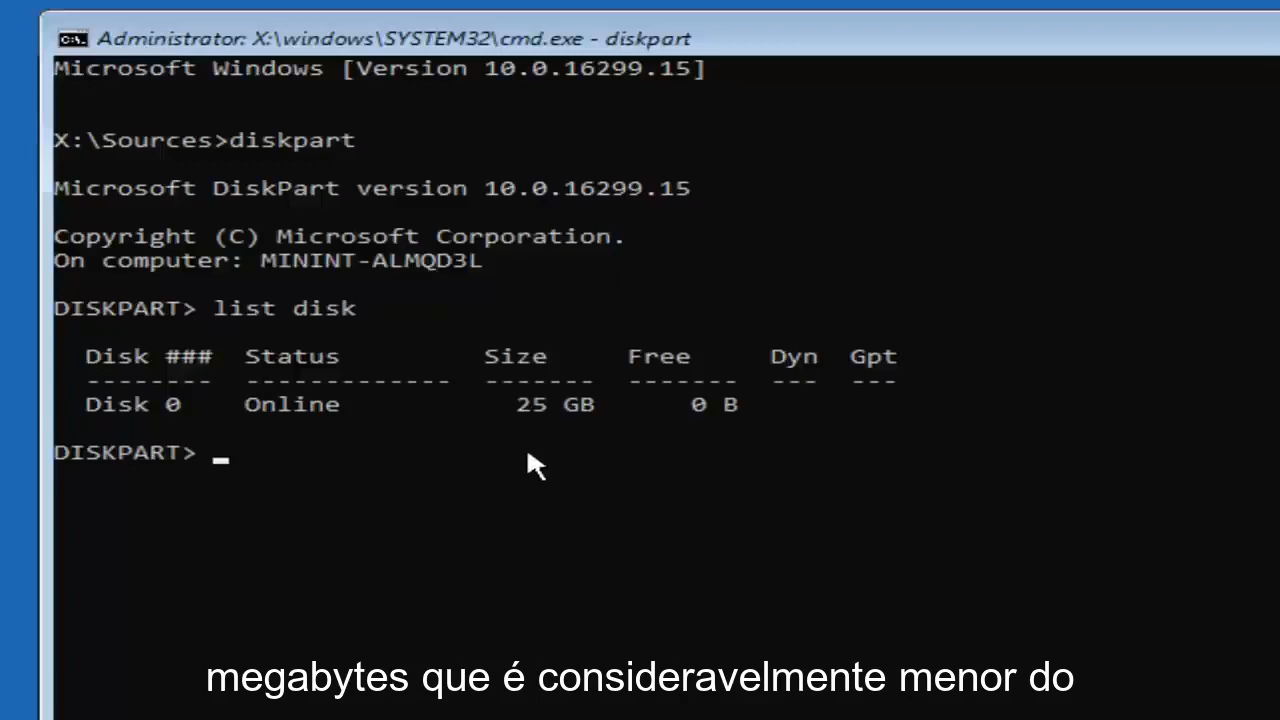 Administrator: X:\windows\SYSTEM32\cmd.exe - diskpart
Microsoft Windows [Version 10.0.16299.15]
X:\Sources>diskpart
Microsoft DiskPart version 10.0.16299.15
Copyright (C) Microsoft Corporation.
On computer: MININT-ALMQD3L
DISKPART> list disk
Disk ### Status Size Free Dyn Gpt
-------- ------------- ------- ------- --- ---
Disk 0 Online 25 GB 0 B
DISKPART> _
megabytes que é consideravelmente menor do